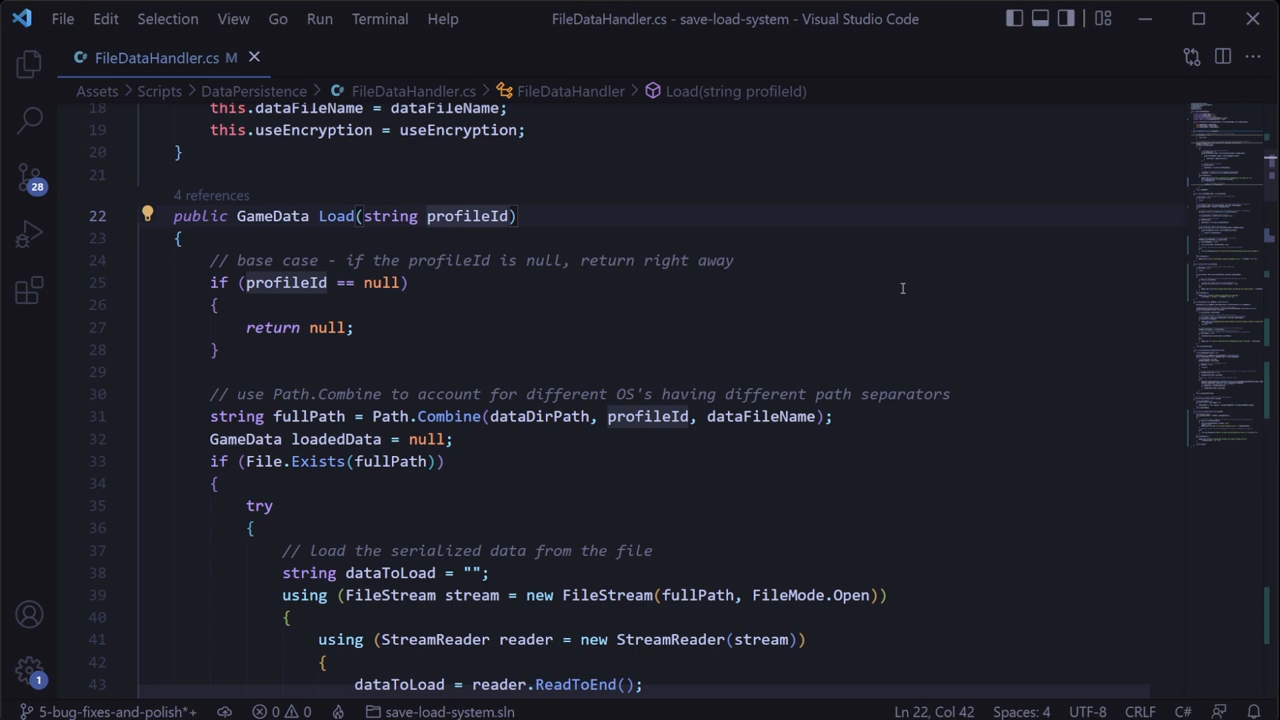 File Edit Selection View Go Run Terminal Help FileDataHandler.cs - save-load-system - Visual Studio Code
FileDataHandler.cs M
Assets > Scripts > DataPersistence > FileDataHandler.cs > FileDataHandler > Load(string profileId)
18 this.dataFileName = dataFileName;
19 this.useEncryption = useEncryption;
20 }
21
4 references
22 public GameData Load(string profileId)
23 {
24 // base case - if the profileId is null, return right away
25 if (profileId == null)
26 {
27 return null;
28 }
29
30 // use Path.Combine to account for different OS's having different path separators
31 string fullPath = Path.Combine(dataDirPath, profileId, dataFileName);
32 GameData loadedData = null;
33 if (File.Exists(fullPath))
34 {
35 try
36 {
37 // load the serialized data from the file
38 string dataToLoad = "";
39 using (FileStream stream = new FileStream(fullPath, FileMode.Open))
40 {
41 using (StreamReader reader = new StreamReader(stream))
42 {
43 dataToLoad = reader.ReadToEnd();
28
1
5-bug-fixes-and-polish*+ 0 0 save-load-system.sln Ln 22, Col 42 Spaces: 4 UTF-8 CRLF C#